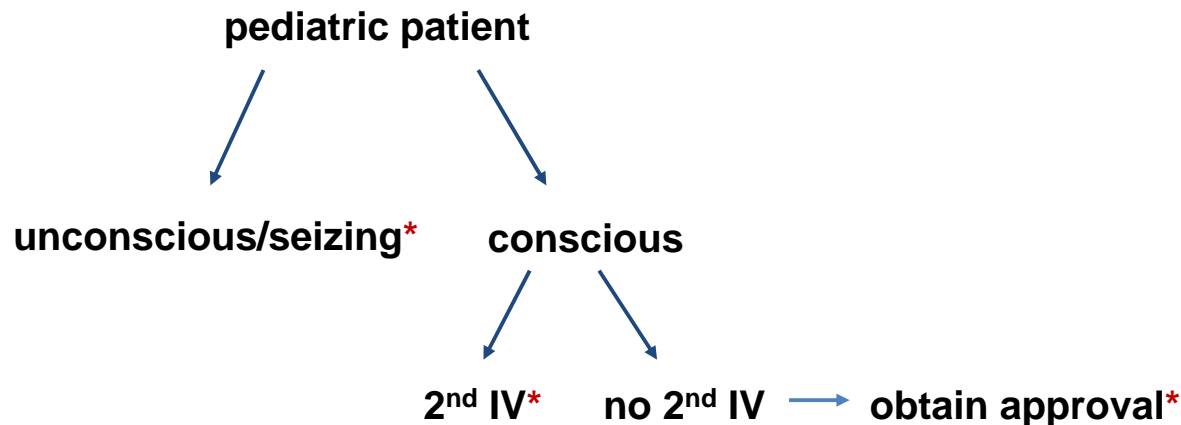 pediatric patient
unconscious/seizing* conscious
2nd IV* no 2nd IV obtain approval*